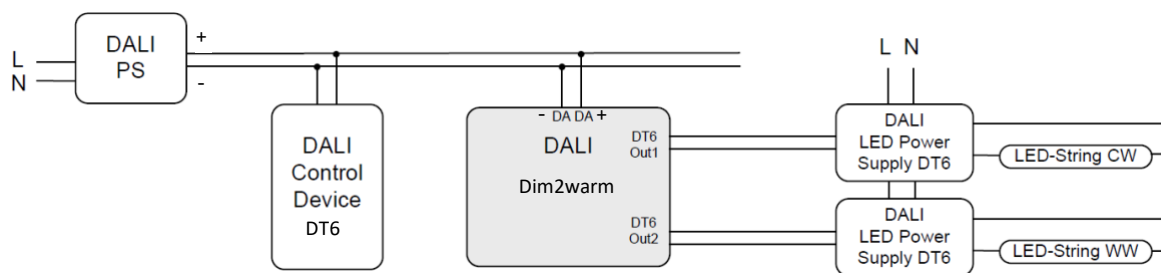 DALI
PS
+
-
L
N
DALI
Control
Device
DT6
- DA DA +
DALI
Dim2warm
DT6
Out1
DT6
Out2
L N
DALI
LED Power
Supply DT6
LED-String CW
DALI
LED Power
Supply DT6
LED-String WW